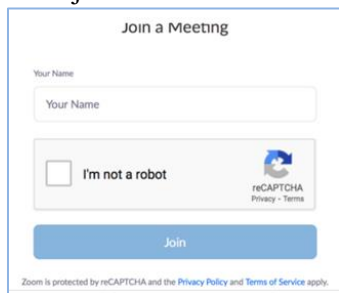 Join a Meeting
Your Name
Your Name
I'm not a robot
reCAPTCHA
Privacy - Terms
Join
Zoom is protected by reCAPTCHA and the Privacy Policy and Terms of Service apply.